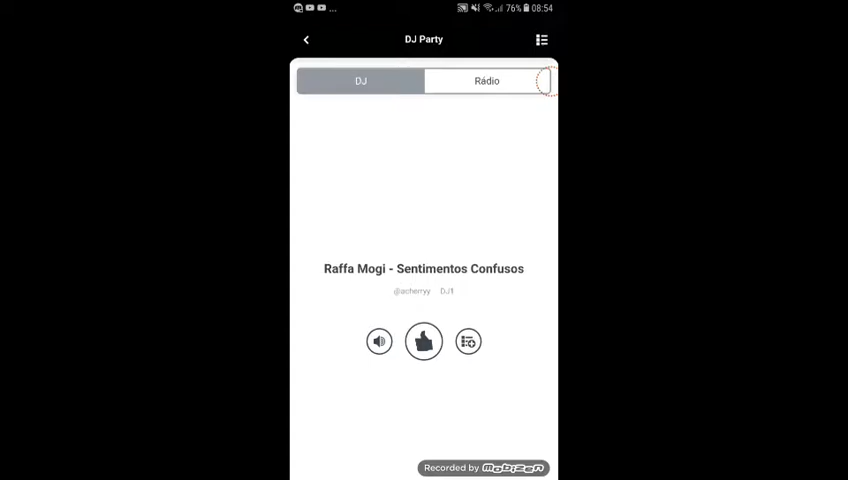 ... 76% 08:54
DJ Party
DJ Rádio
Raffa Mogi - Sentimentos Confusos
@acherryy DJ1
Recorded by mobizen